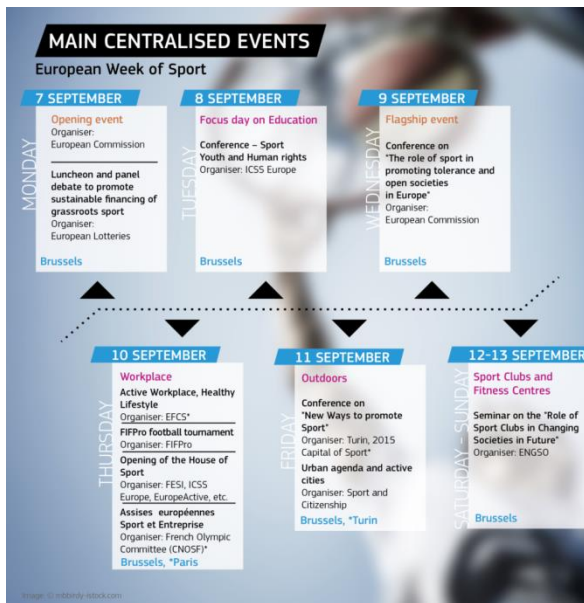 MAIN CENTRALISED EVENTS
European Week of Sport
7 SEPTEMBER
MONDAY
Opening event
Organiser:
European Commission
Luncheon and panel
debate to promote
sustainable financing of
grassroots sport
Organiser:
European Lotteries
Brussels
8 SEPTEMBER
TUESDAY
Focus day on Education
Conference – Sport
Youth and Human rights
Organiser: ICSS Europe
Brussels
9 SEPTEMBER
WEDNESDAY
Flagship event
Conference on
"The role of sport in
promoting tolerance and
open societies
in Europe"
Organiser:
European Commission
Brussels
10 SEPTEMBER
THURSDAY
Workplace
Active Workplace, Healthy
Lifestyle
Organiser: EFCS*
FIFPro football tournament
Organiser: FIFPro
Opening of the House of
Sport
Organiser: FESI, ICSS
Europe, EuropeActive, etc.
Assises européennes
Sport et Entreprise
Organiser: French Olympic
Committee (CNOSF)*
Brussels, *Paris
11 SEPTEMBER
FRIDAY
Outdoors
Conference on
"New Ways to promote
Sport"
Organiser: Turin, 2015
Capital of Sport*
Urban agenda and active
cities
Organiser: Sport and
Citizenship
Brussels, *Turin
12-13 SEPTEMBER
SATURDAY - SUNDAY
Sport Clubs and
Fitness Centres
Seminar on the "Role of
Sport Clubs in Changing
Societies in Future"
Organiser: ENGSO
Brussels